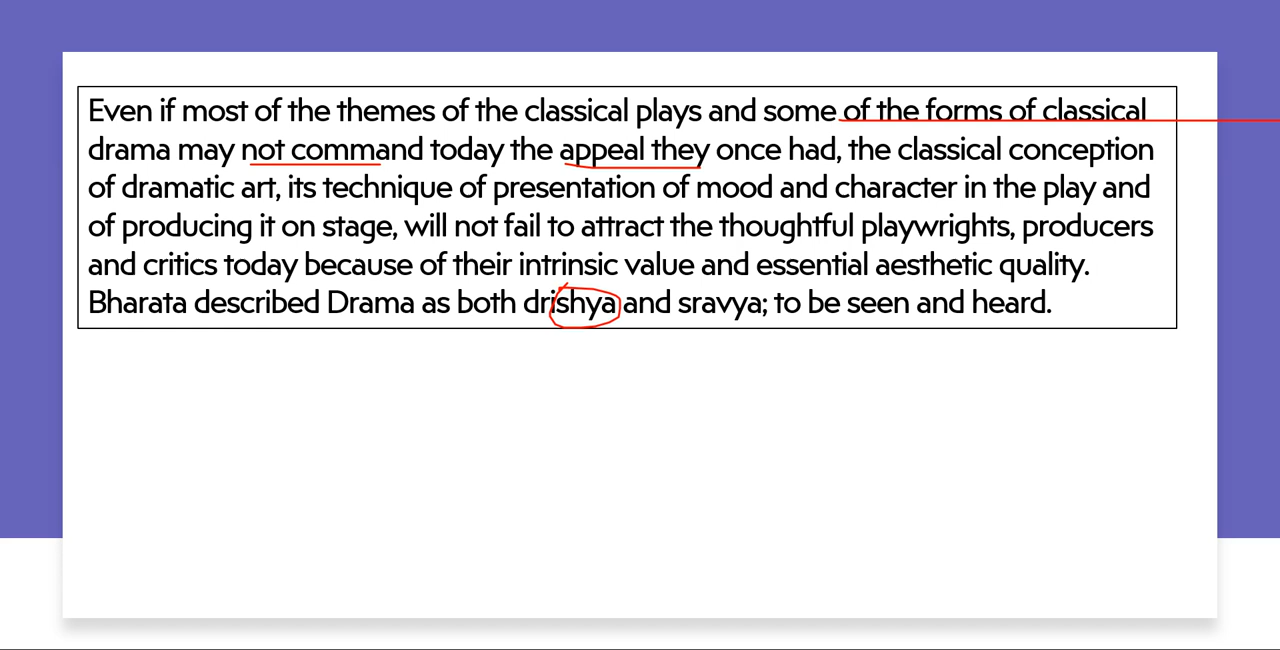 Even if most of the themes of the classical plays and some of the forms of classical
drama may not command today the appeal they once had, the classical conception
of dramatic art, its technique of presentation of mood and character in the play and
of producing it on stage, will not fail to attract the thoughtful playwrights, producers
and critics today because of their intrinsic value and essential aesthetic quality.
Bharata described Drama as both drishya and sravya; to be seen and heard.